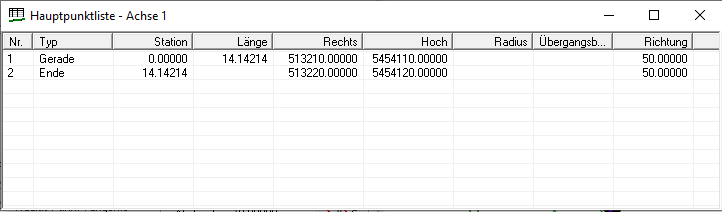 Hauptpunktliste - Achse 1
Nr. Typ Station Länge Rechts Hoch Radius Übergangsb... Richtung
1 Gerade 0.00000 14.14214 513210.00000 5454110.00000 50.00000
2 Ende 14.14214 513220.00000 5454120.00000 50.00000